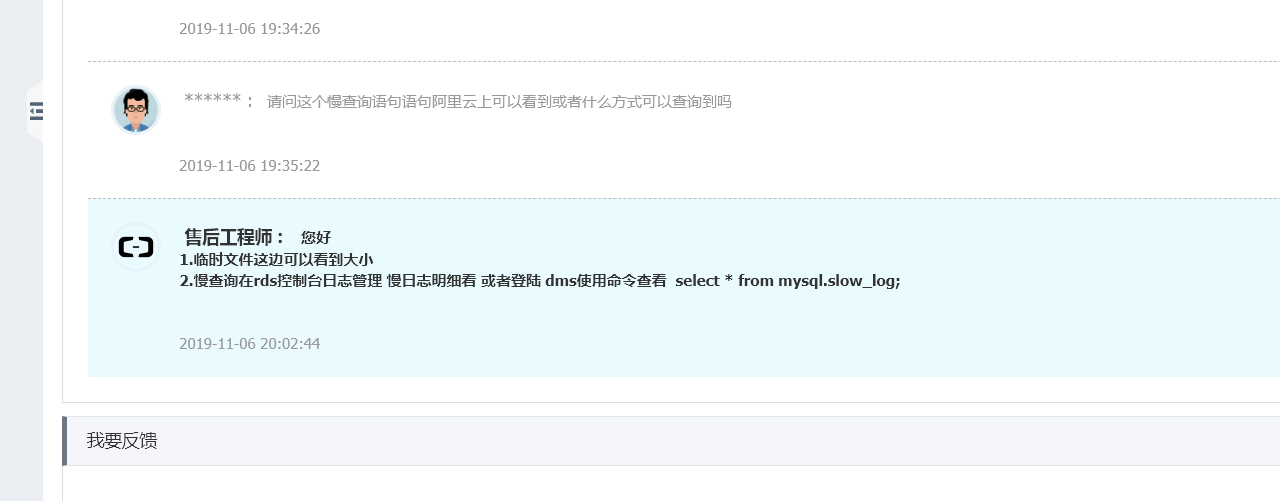 2019-11-06 19:34:26
****** : 请问这个慢查询语句语句阿里云上可以看到或者什么方式可以查询到吗
2019-11-06 19:35:22
售后工程师 : 您好
1.临时文件这边可以看到大小
2.慢查询在rds控制台日志管理 慢日志明细看 或者登陆 dms使用命令查看 select * from mysql.slow_log;
2019-11-06 20:02:44
我要反馈